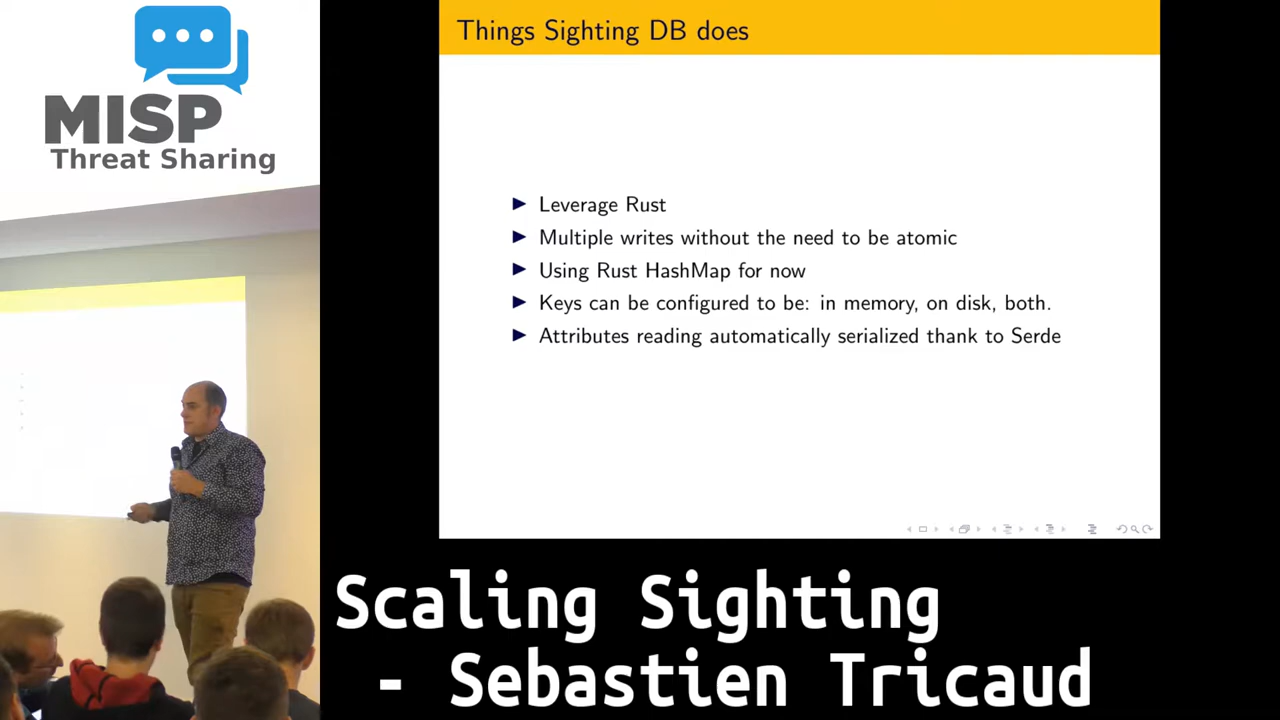 MISP
Threat Sharing
Things Sighting DB does
Leverage Rust
Multiple writes without the need to be atomic
Using Rust HashMap for now
Keys can be configured to be: in memory, on disk, both.
Attributes reading automatically serialized thank to Serde
Scaling Sighting
- Sebastien Tricaud